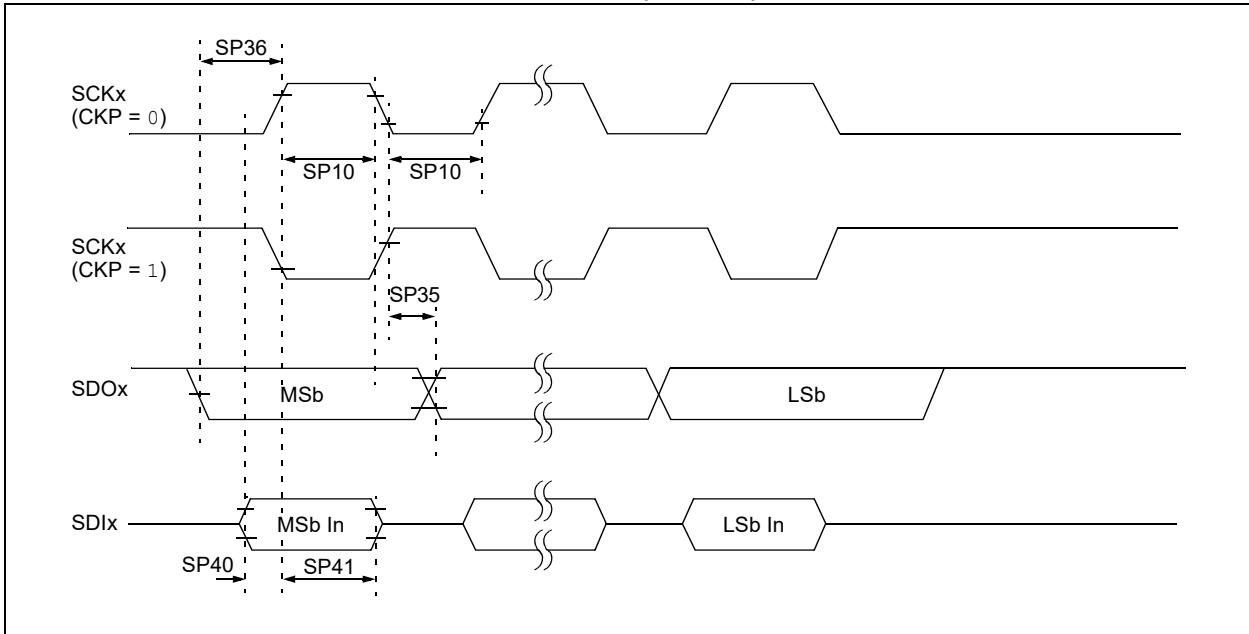 SP36
SCKx
(CKP = 0)
SP10
SP10
SCKx
(CKP = 1)
SP35
SDOx
MSb
LSb
SDIx
MSb In
LSb In
SP40
SP41